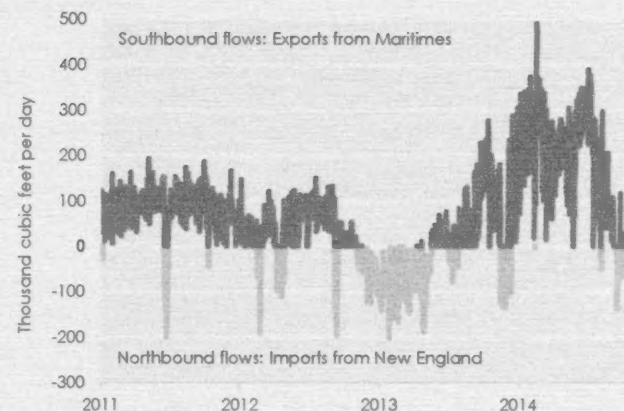 500
Southbound flows: Exports from Maritimes
400
300
200
100
0
-100
-200
Northbound flows: Imports from New England
-300
Thousand cubic feet per day
2011 2012 2013 2014